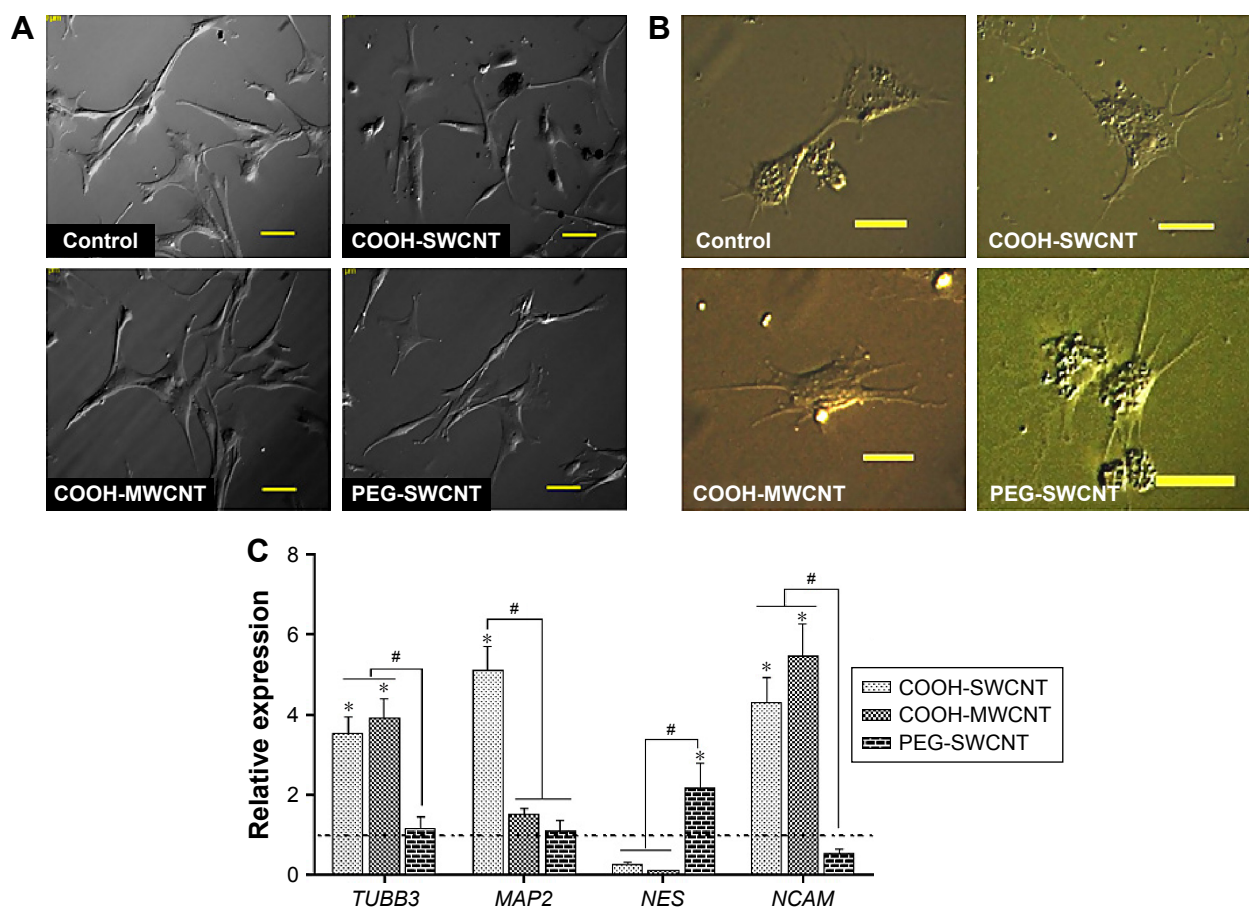 A
B
Control
COOH-SWCNT
Control
COOH-SWCNT
COOH-MWCNT
PEG-SWCNT
COOH-MWCNT
PEG-SWCNT
C
Relative expression
8
6
4
2
0
*
*
#
*
#
#
*
*
*
#
TUBB3
MAP2
NES
NCAM
COOH-SWCNT
COOH-MWCNT
PEG-SWCNT